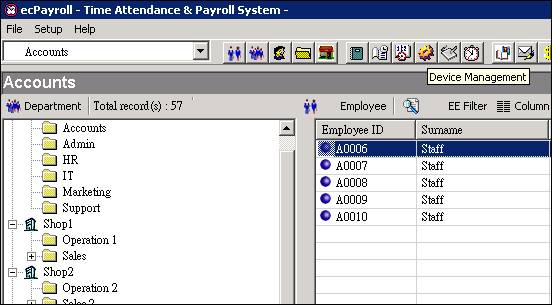 ecPayroll - Time Attendance & Payroll System -
File Setup Help
Accounts
Device Management
Accounts
Department Total record(s) : 57 Employee EE Filter Column
Employee ID Surname
Accounts
Admin
HR
IT
Marketing
Support
Shop1
Operation 1
Sales
Shop2
Operation 2
Sales 2
A0006 Staff
A0007 Staff
A0008 Staff
A0009 Staff
A0010 Staff